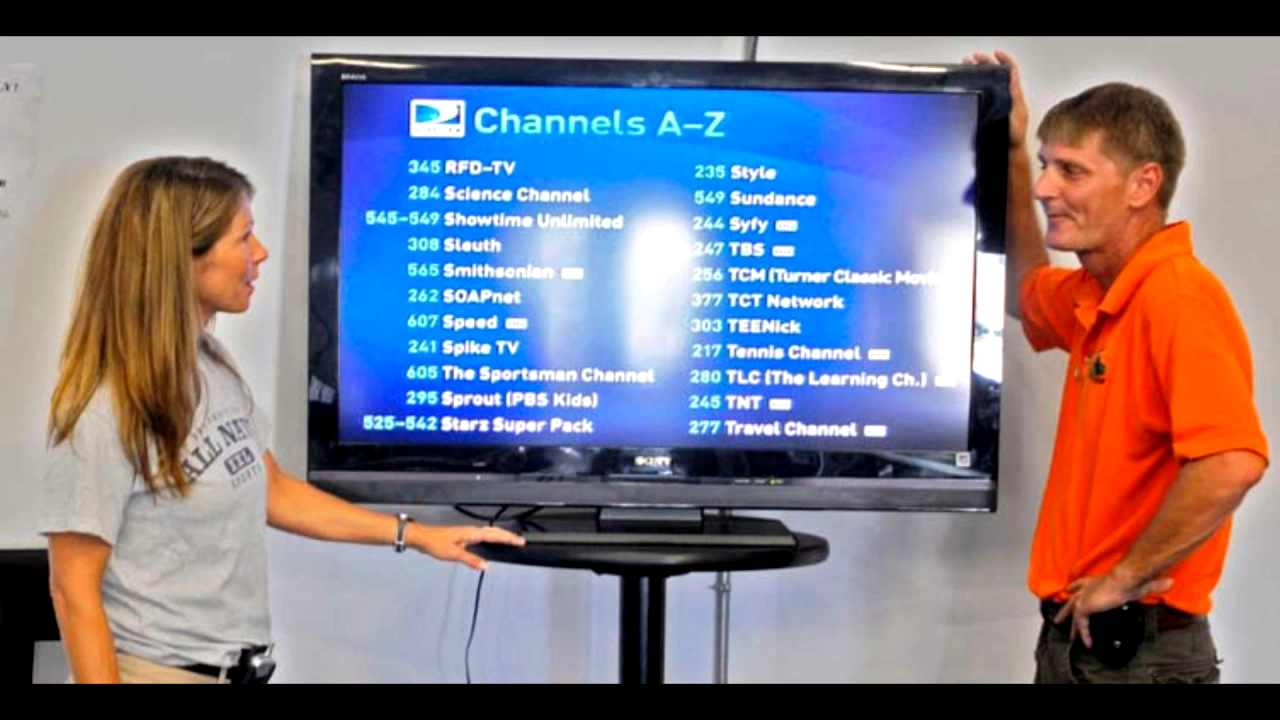 BRAVIA
Channels A–Z
345 RFD–TV
284 Science Channel
545–549 Showtime Unlimited
308 Sleuth
565 Smithsonian
262 SOAPnet
607 Speed
241 Spike TV
605 The Sportsman Channel
295 Sprout (PBS Kids)
525–542 Starz Super Pack
235 Style
549 Sundance
244 Syfy
247 TBS
256 TCM (Turner Classic
377 TCT Network
303 TEENick
217 Tennis Channel
280 TLC (The Learning Ch.)
245 TNT
277 Travel Channel
SONY